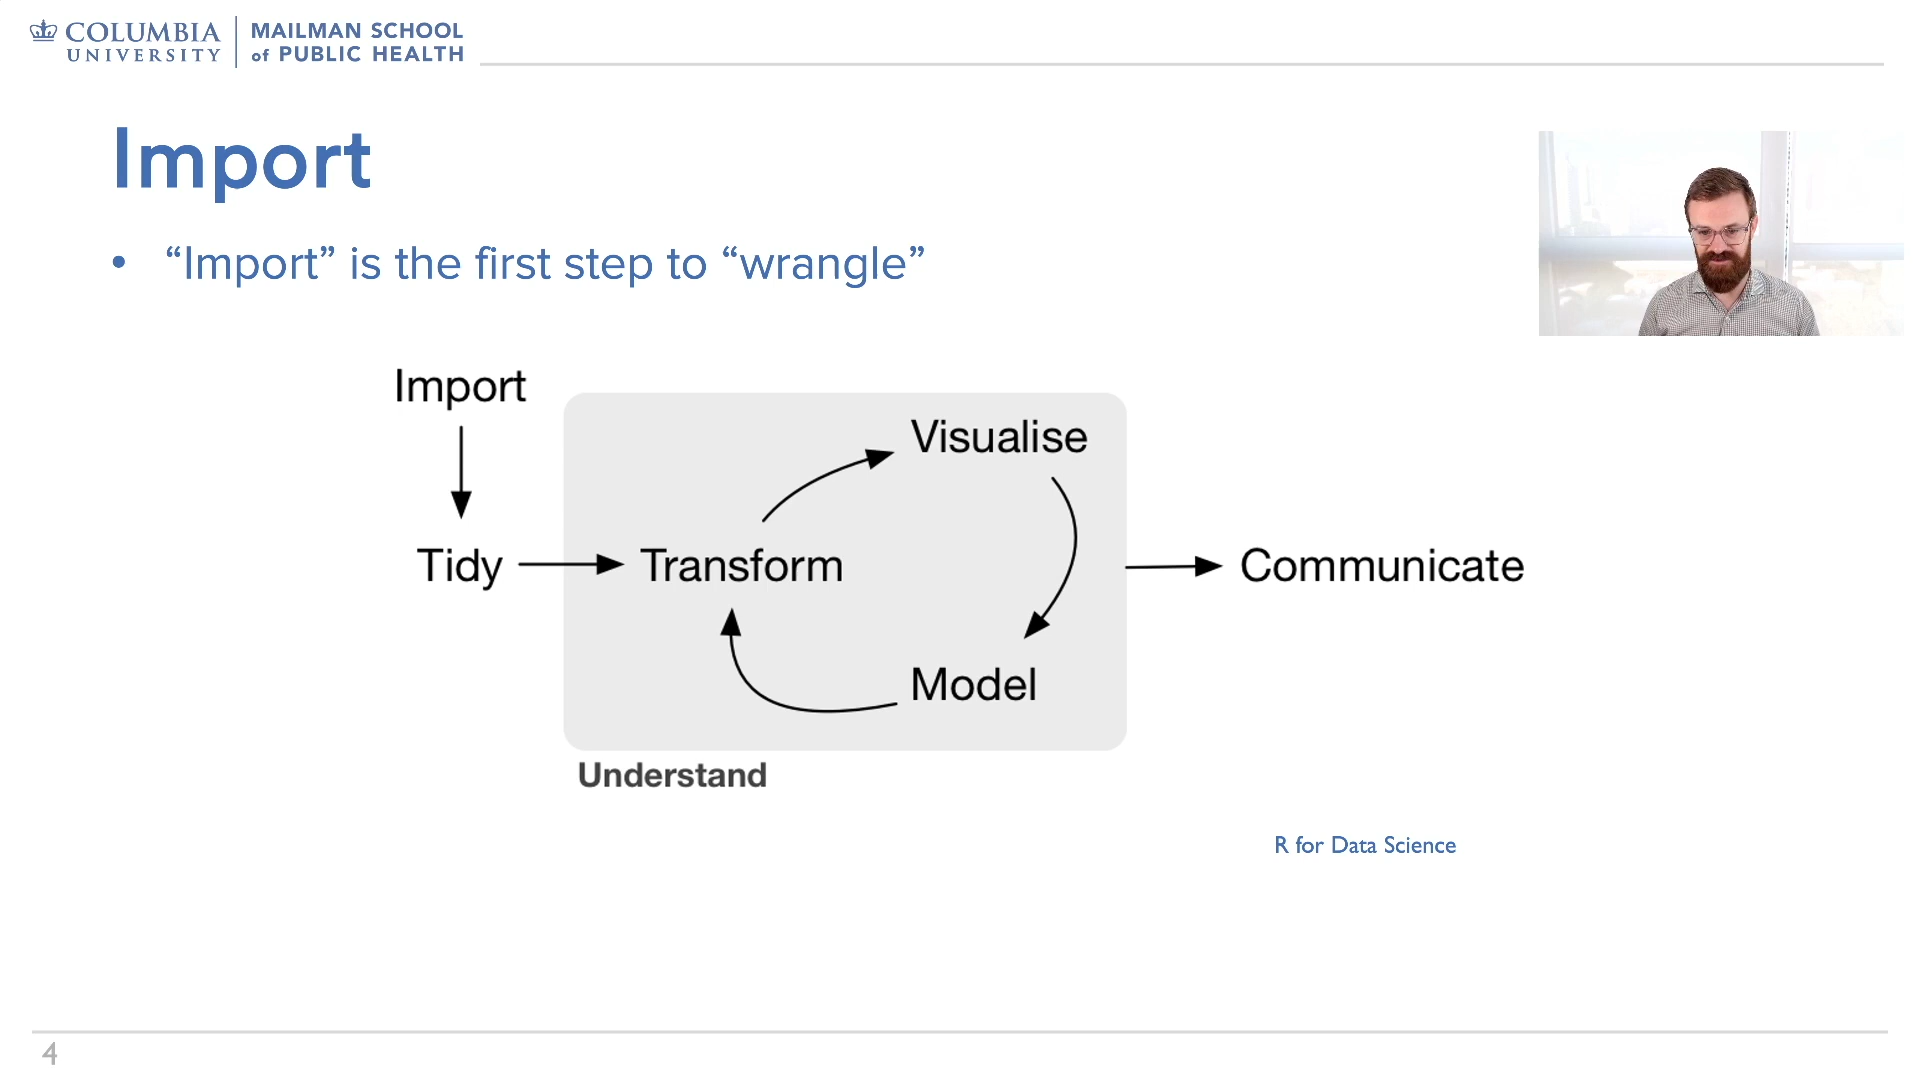 COLUMBIA
UNIVERSITY
MAILMAN SCHOOL
of PUBLIC HEALTH
Import
• “Import” is the first step to “wrangle”
Import
Visualise
Tidy
Transform
Communicate
Model
Understand
R for Data Science
4